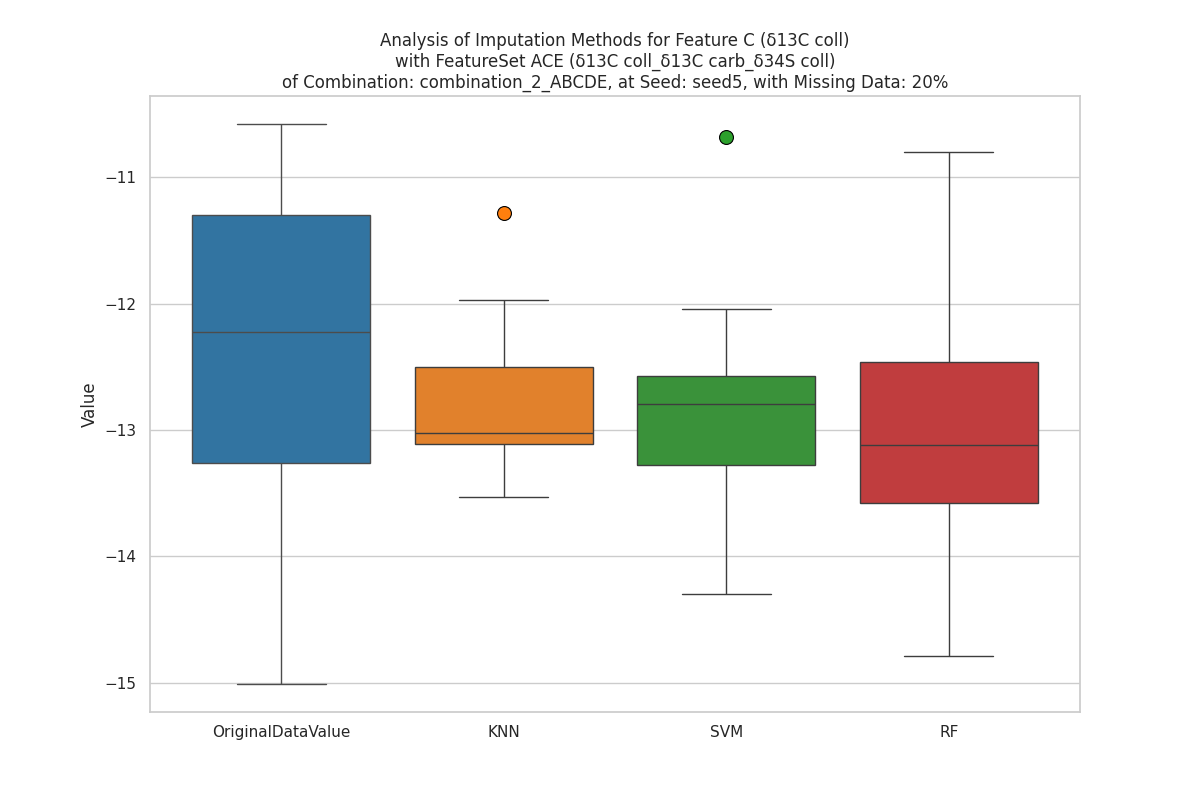 Analysis of Imputation Methods for Feature C (δ13C coll)
with FeatureSet ACE (δ13C coll_δ13C carb_δ34S coll)
of Combination: combination_2_ABCDE, at Seed: seed5, with Missing Data: 20%
Value
−11
−12
−13
−14
−15
OriginalDataValue
KNN
SVM
RF